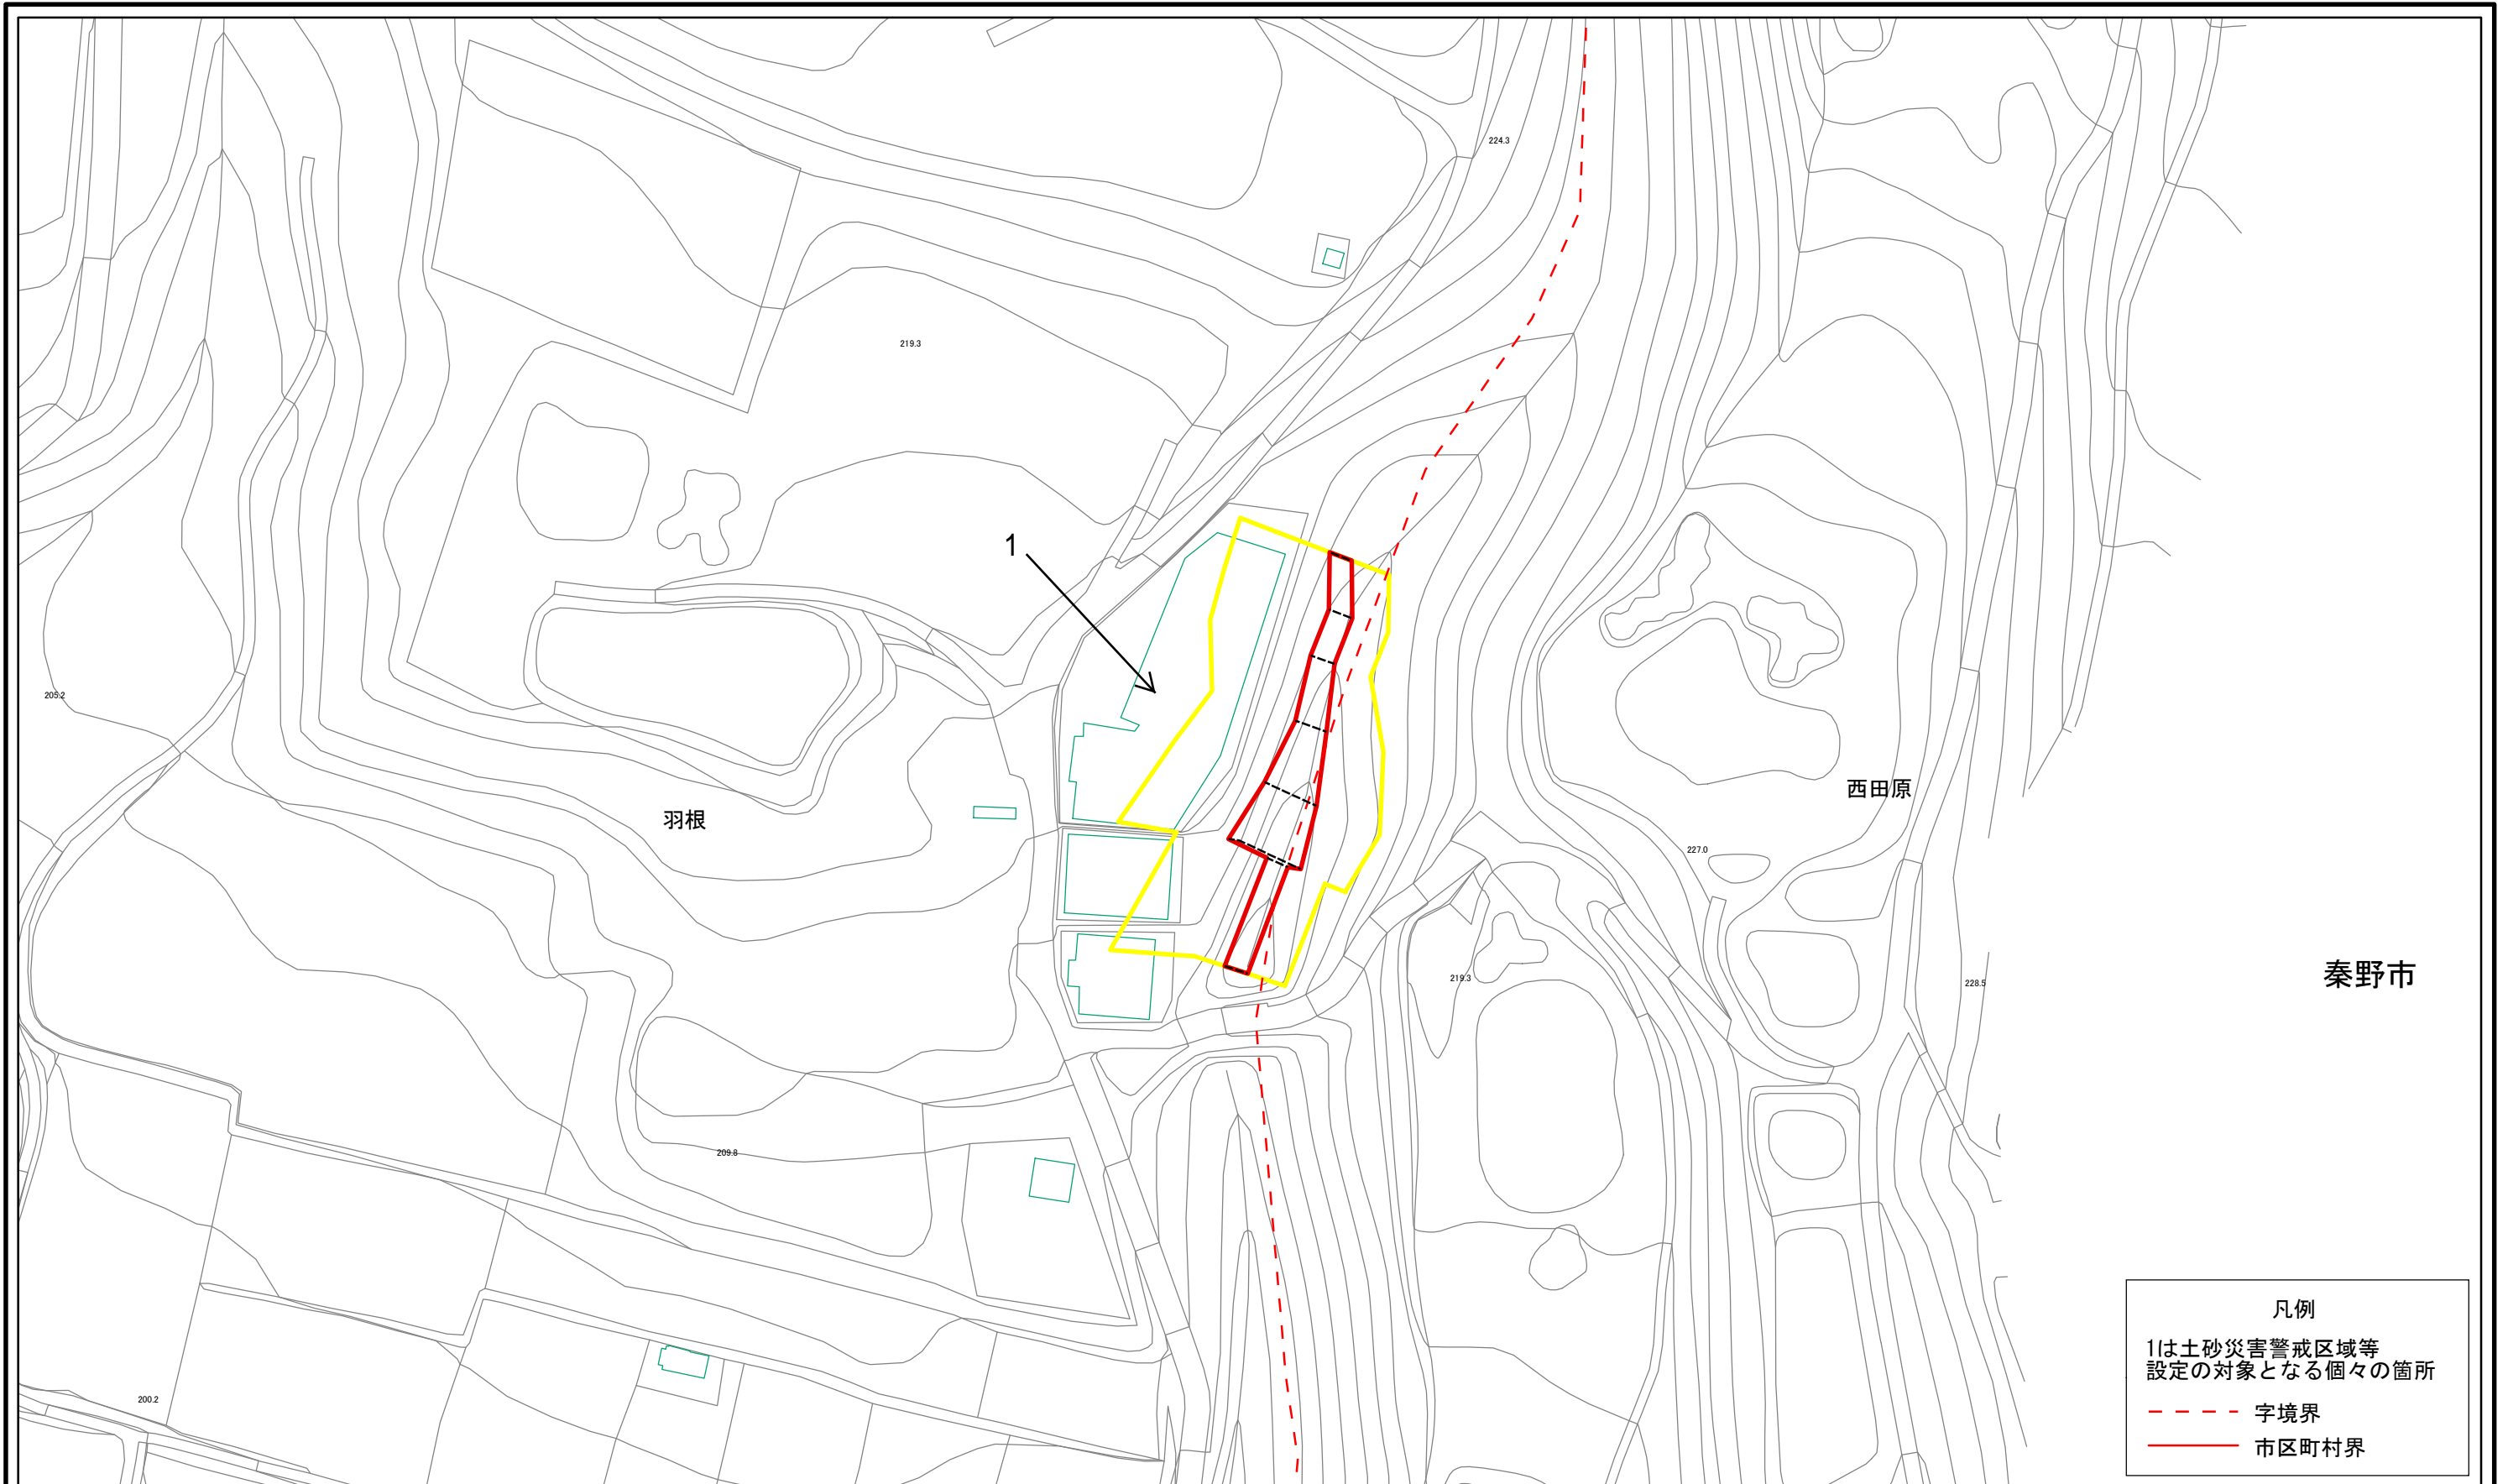 224.3
219.3
1
205.2
西田原
羽根
227.0
秦野市
219.3
228.5
209.8
200.2
凡例
1は土砂災害警戒区域等
設定の対象となる個々の箇所
字境界
市区町村界